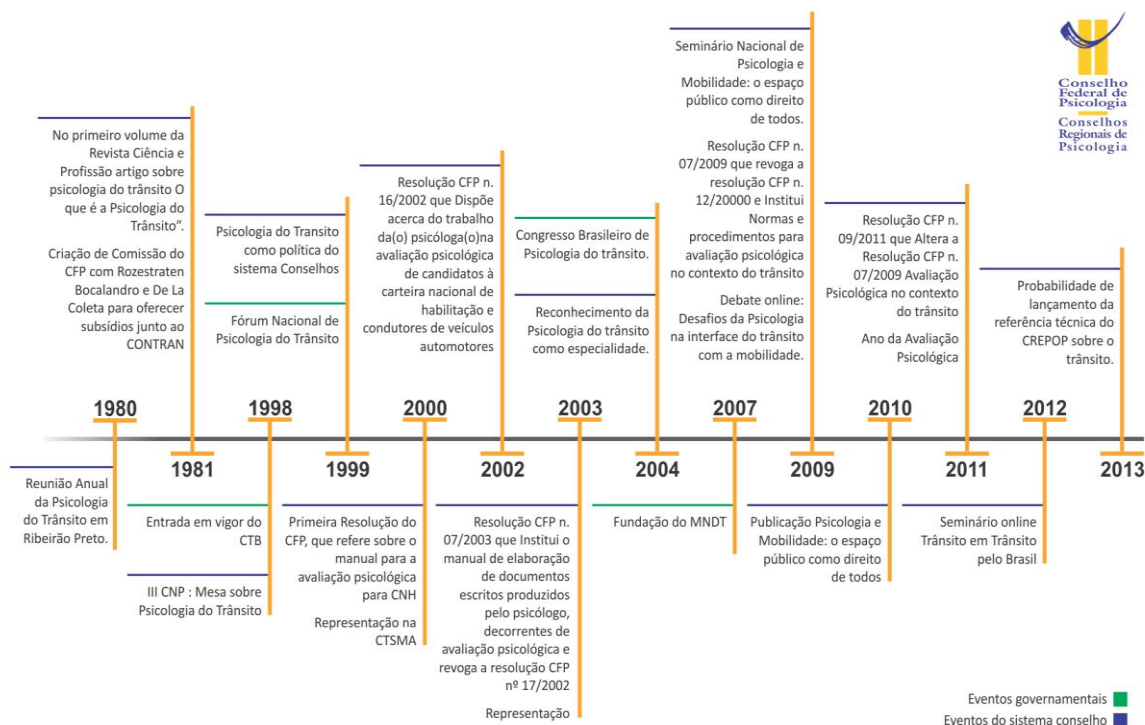 Conselho
Federal de
Psicologia
Conselhos
Regionais de
Psicologia
No primeiro volume da
Revista Ciência e
Profissão artigo sobre
psicologia do trânsito O
que é a Psicologia do
Trânsito”.
Criação de Comissão do
CFP com Rozestraten
Bocalandro e De La
Coleta para oferecer
subsídios junto ao
CONTRAN
Psicologia do Transito
como política do
sistema Conselhos
Fórum Nacional de
Psicologia do Trânsito
Resolução CFP n.
16/2002 que Dispõe
acerca do trabalho
da(o) psicóloga(o)na
avaliação psicológica
de candidatos à
carteira nacional de
habilitação e
condutores de veículos
automotores
Congresso Brasileiro de
Psicologia do trânsito.
Reconhecimento da
Psicologia do trânsito
como especialidade.
Seminário Nacional de
Psicologia e
Mobilidade: o espaço
público como direito
de todos.
Resolução CFP n.
07/2009 que revoga a
resolução CFP n.
12/20000 e Institui
Normas e
procedimentos para
avaliação psicológica
no contexto do trânsito
Debate online:
Desafios da Psicologia
na interface do trânsito
com a mobilidade.
Resolução CFP n.
09/2011 que Altera a
Resolução CFP n.
07/2009 Avaliação
Psicológica no contexto
do trânsito
Ano da Avaliação
Psicológica
Probabilidade de
lançamento da
referência técnica do
CREPOP sobre o
trânsito.
1980
1998
2000
2003
2007
2010
2012
1981
1999
2002
2004
2009
2011
2013
Reunião Anual
da Psicologia
do Trânsito em
Ribeirão Preto.
Entrada em vigor do
CTB
III CNP : Mesa sobre
Psicologia do Trânsito
Primeira Resolução do
CFP, que refere sobre o
manual para a
avaliação psicológica
para CNH
Representação na
CTSMA
Resolução CFP n.
07/2003 que Institui o
manual de elaboração
de documentos
escritos produzidos
pelo psicólogo,
decorrentes de
avaliação psicológica e
revoga a resolução CFP
nº 17/2002
Representação
Fundação do MNDT
Publicação Psicologia e
Mobilidade: o espaço
público como direito
de todos
Seminário online
Trânsito em Trânsito
pelo Brasil
Eventos governamentais
Eventos do sistema conselho